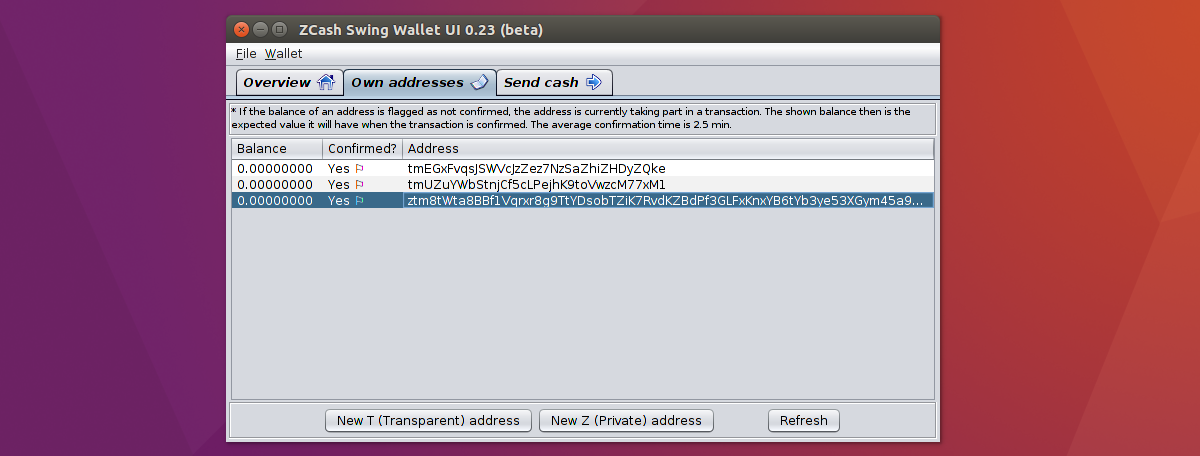 ZCash Swing Wallet UI 0.23 (beta)
File Wallet
Overview Own addresses Send cash
* If the balance of an address is flagged as not confirmed, the address is currently taking part in a transaction. The shown balance then is the
expected value it will have when the transaction is confirmed. The average confirmation time is 2.5 min.
Balance Confirmed? Address
0.00000000 Yes tmEGxFvqsJSWVcJzZez7NzSaZhiZHDyZQke
0.00000000 Yes tmUZuYWbStnjCf5cLPejhK9toVwzcM77xM1
0.00000000 Yes ztm8tWta8BBf1Vqrxr8q9TtYDsobTZiK7RvdKZBdPf3GLFxKnxYB6tYb3ye53XGym45a9...
New T (Transparent) address New Z (Private) address Refresh